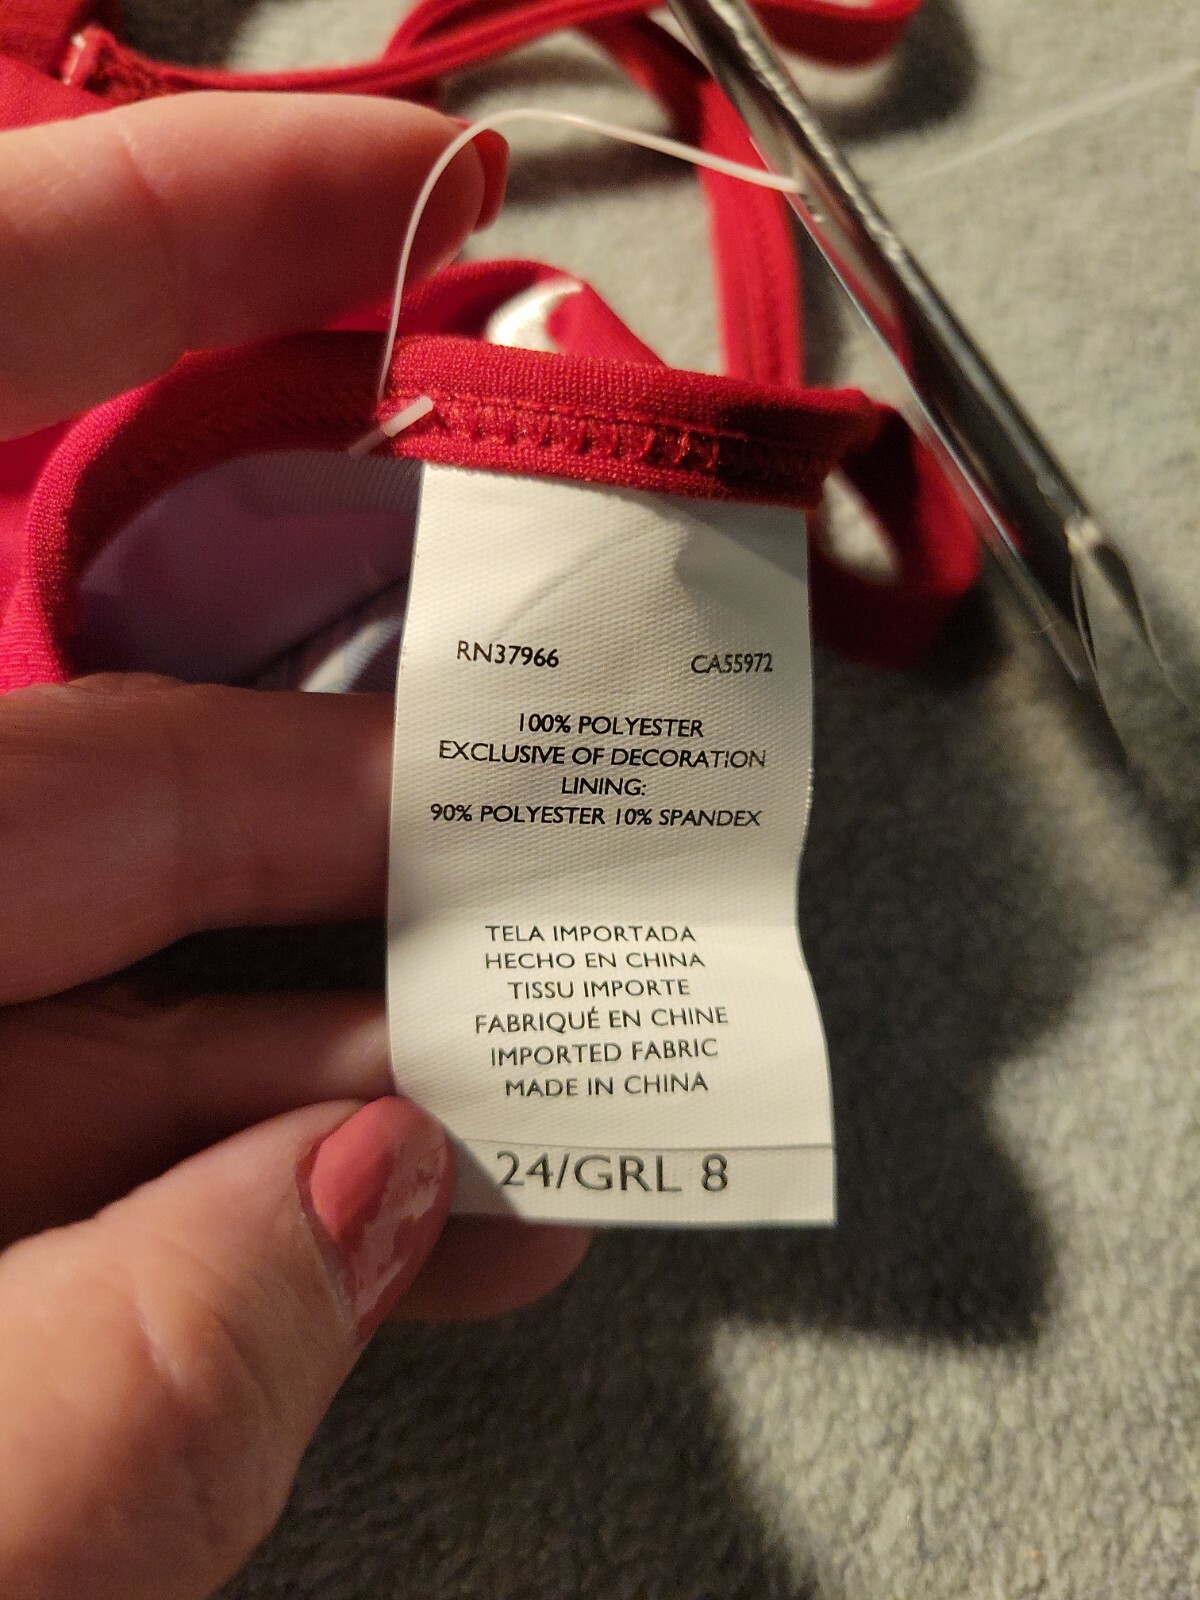 RN37966 CA55972
100% POLYESTER
EXCLUSIVE OF DECORATION
LINING:
90% POLYESTER 10% SPANDEX
TELA IMPORTADA
HECHO EN CHINA
TISSU IMPORTE
FABRIQUÉ EN CHINE
IMPORTED FABRIC
MADE IN CHINA
24/GRL 8